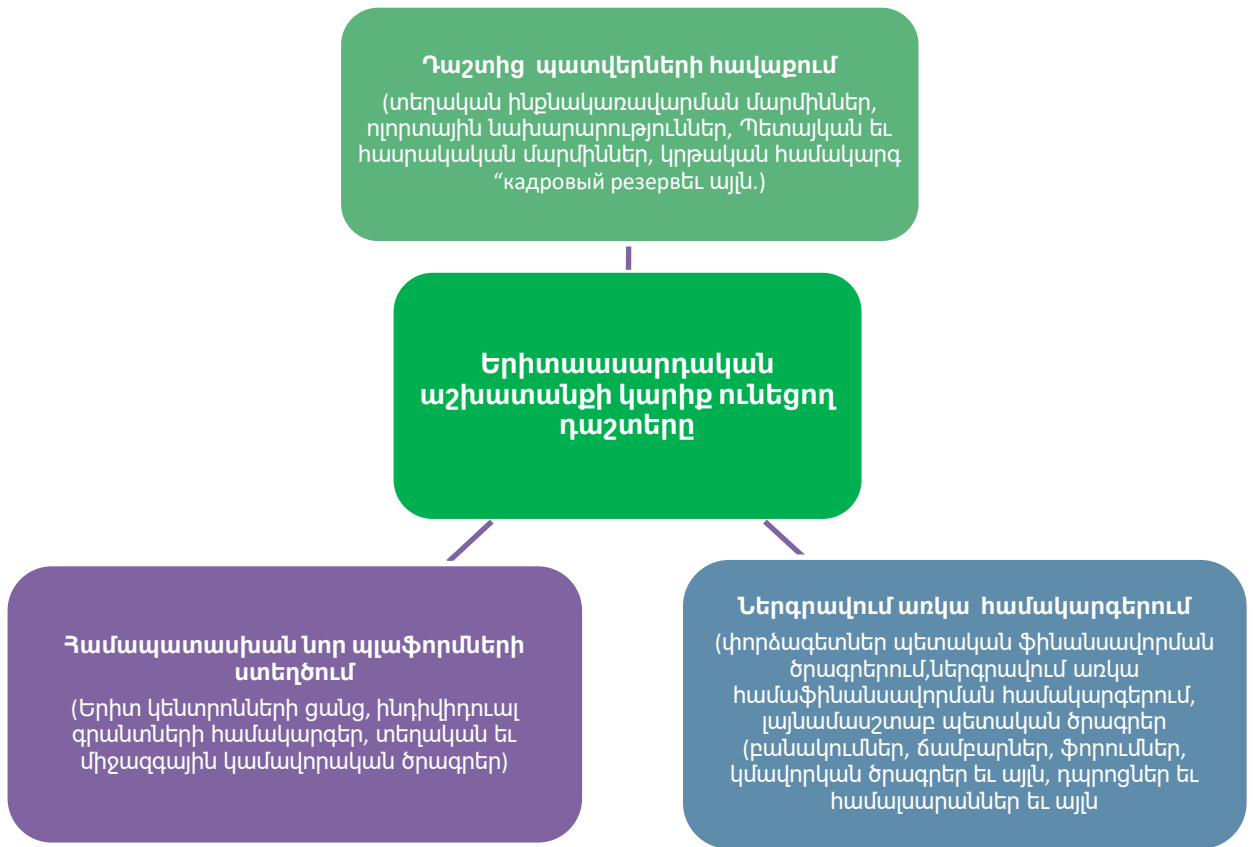 Դաշտից պատվերների հավաքում
(տեղական ինքնակառավարման մարմիններ,
ոլորտային նախարարություններ, Պետայկան եւ
հասրակական մարմիններ, կրթական համակարգ
“кадровый резервեւ այլն.)
Երիտաասարդական
աշխատանքի կարիք ունեցող
դաշտերը
Համապատասխան նոր պլաֆորմների
ստեղծում
(Երիտ կենտրոնների ցանց, ինդիվիդուալ
գրանտների համակարգեր, տեղական եւ
միջազգային կամավորական ծրագրեր)
Ներգրավում առկա համակարգերում
(փորձագետներ պետական ֆինանսավորման
ծրագրերում,ներգրավում առկա
համաֆինանսավորման համակարգերում,
լայնամասշտաբ պետական ծրագրեր
(բանակումներ, ճամբարներ, ֆորումներ,
կմավորկան ծրագրեր եւ այլն, դպրոցներ եւ
համալսարաններ եւ այլն